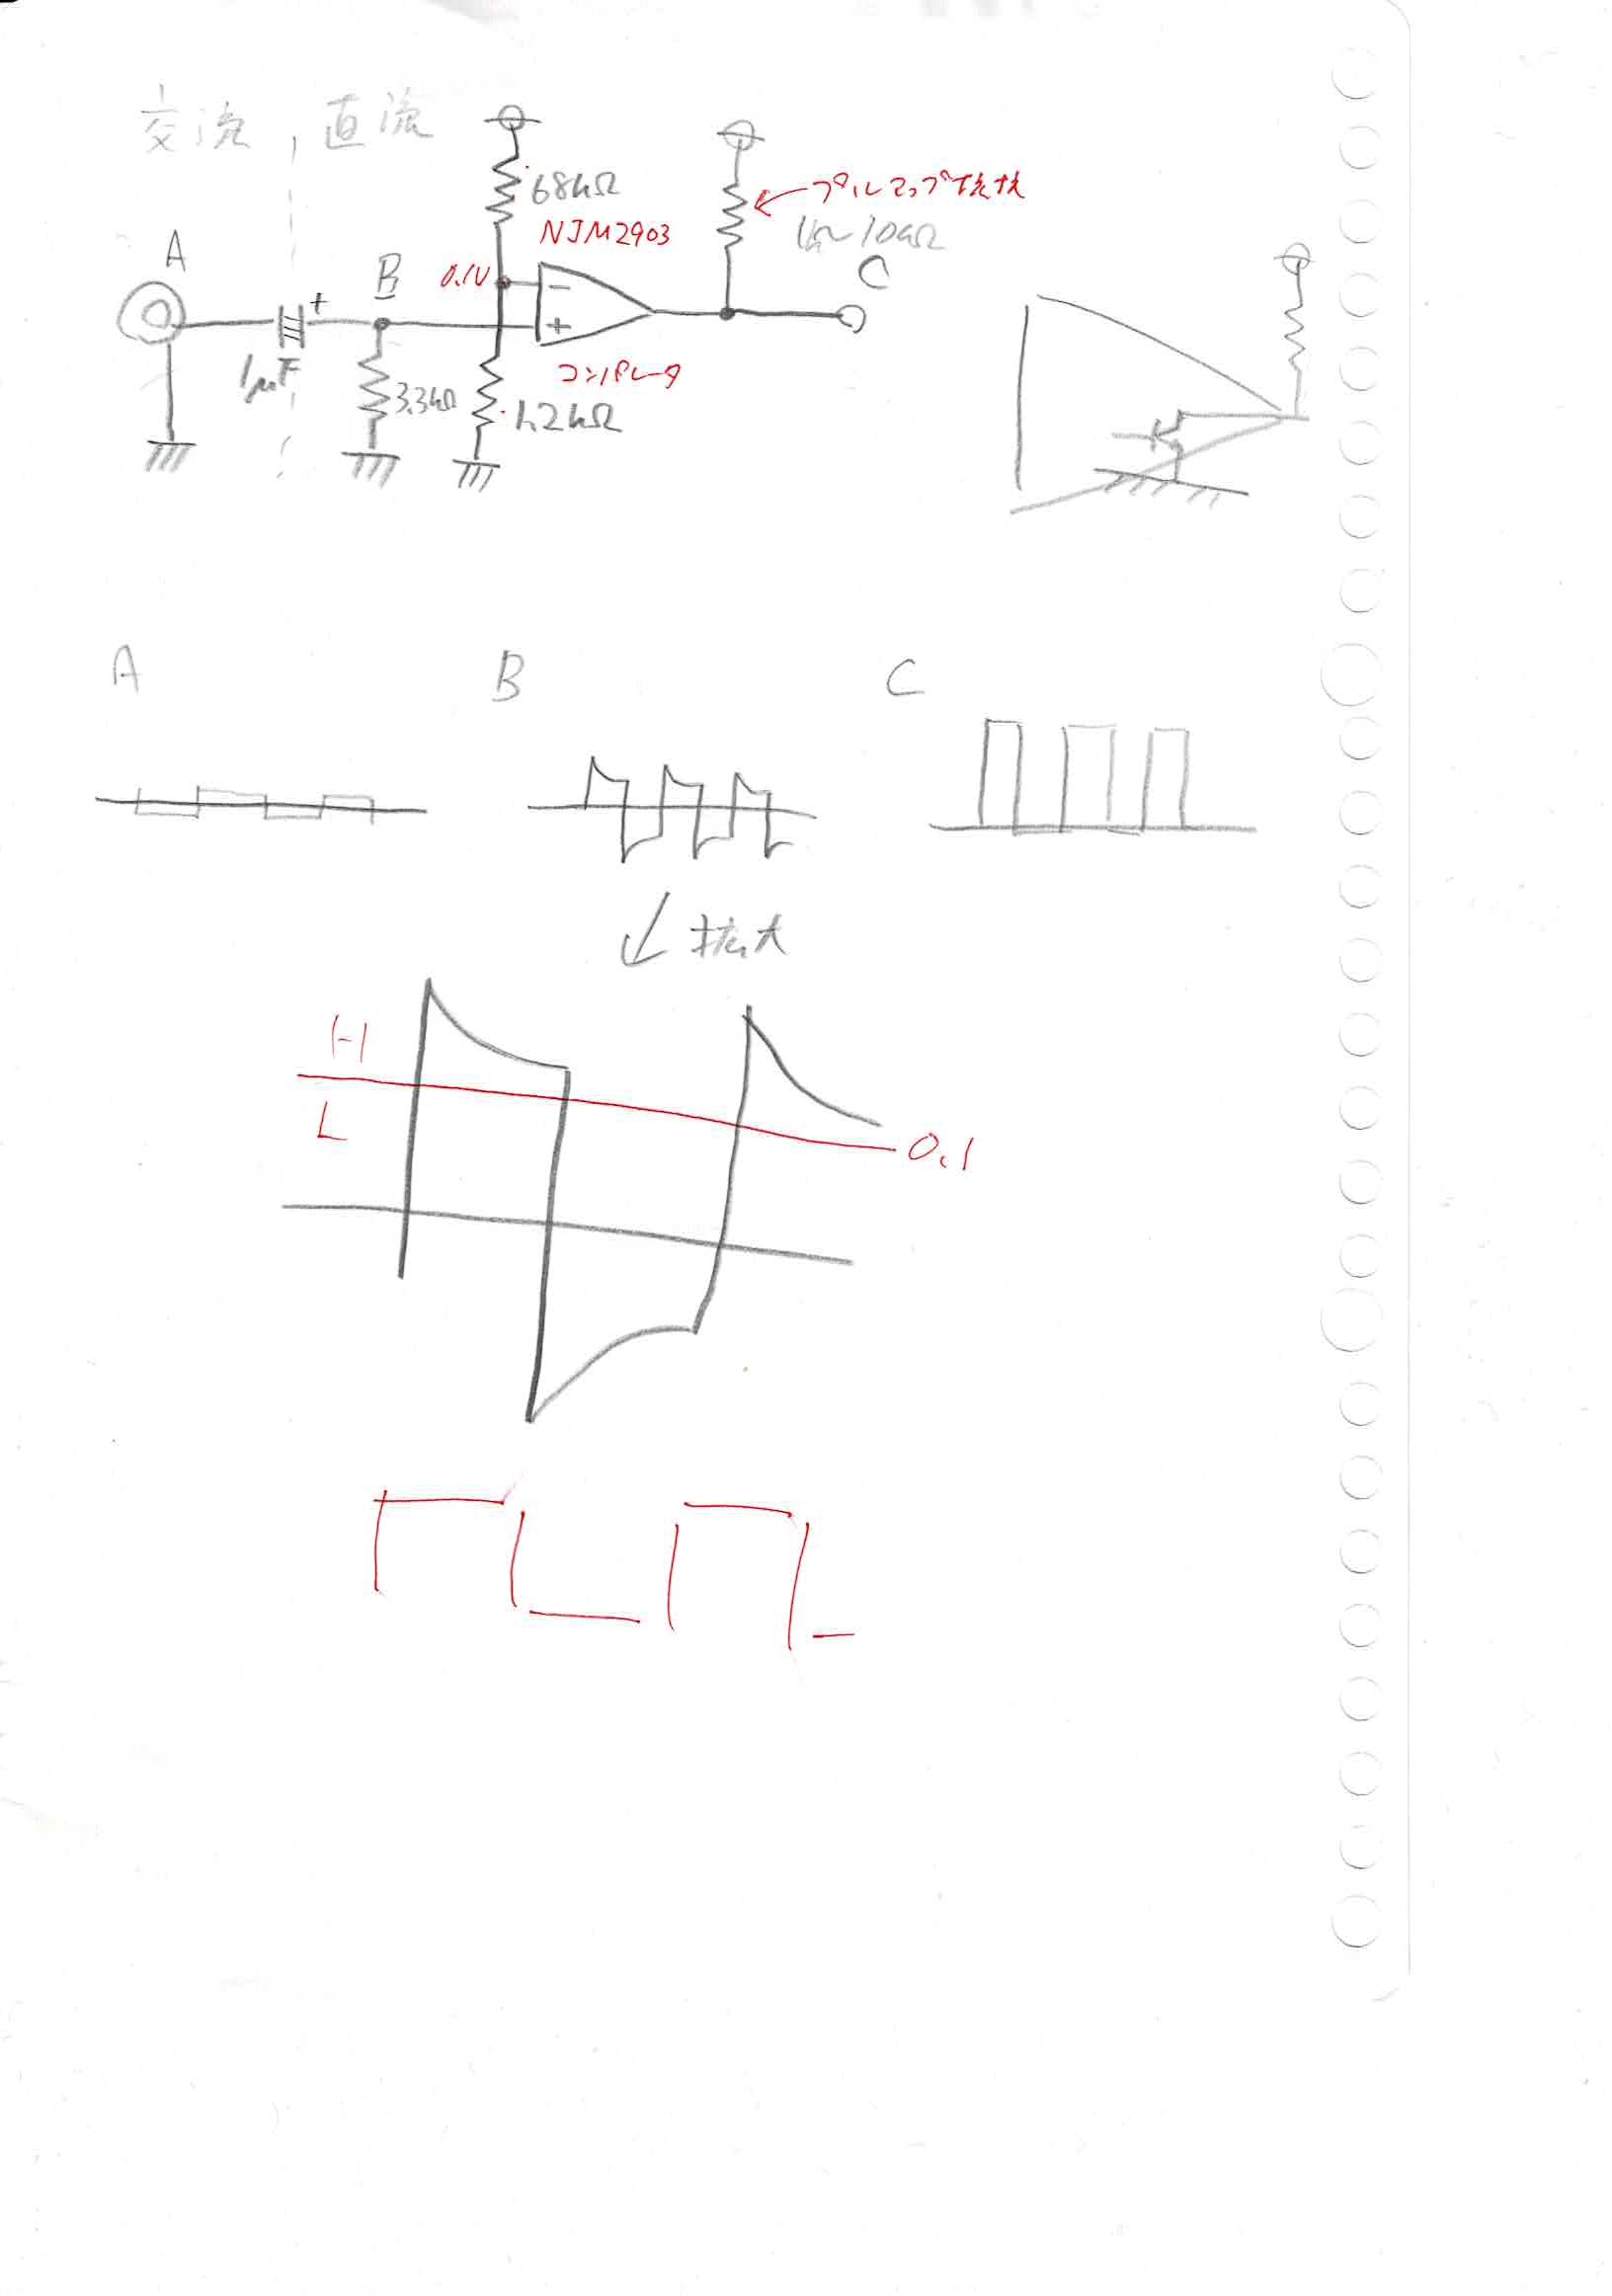 交流 , 直流
68kΩ
プルアップ抵抗
NJM2903
1k~10kΩ
A
B
0.1V
C
+
−
+
1μF
3.3kΩ
コンパレータ
1.2kΩ
A
B
C
拡大
H
L
0.1